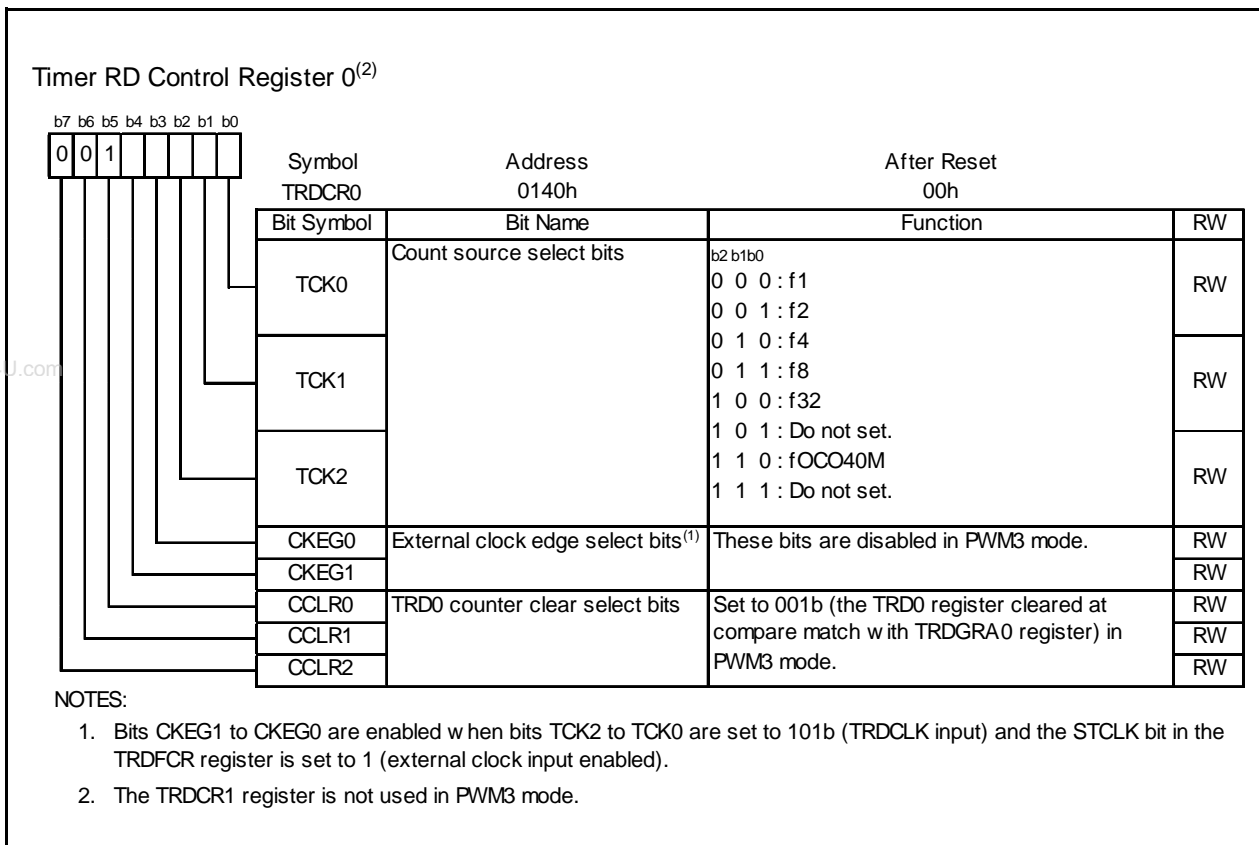 Timer RD Control Register 0(2)
b7 b6 b5 b4 b3 b2 b1 b0
0 0 1
Symbol Address After Reset
TRDCR0 0140h 00h
Bit Symbol Bit Name Function RW
TCK0 Count source select bits b2 b1 b0 RW
0 0 0 : f1
0 0 1 : f2
0 1 0 : f4
TCK1 0 1 1 : f8 RW
1 0 0 : f32
1 0 1 : Do not set.
TCK2 1 1 0 : fOCO40M RW
1 1 1 : Do not set.
CKEG0 External clock edge select bits(1) These bits are disabled in PWM3 mode. RW
CKEG1 RW
CCLR0 TRD0 counter clear select bits Set to 001b (the TRD0 register cleared at RW
CCLR1 compare match with TRDGRA0 register) in RW
CCLR2 PWM3 mode. RW
NOTES:
1. Bits CKEG1 to CKEG0 are enabled when bits TCK2 to TCK0 are set to 101b (TRDCLK input) and the STCLK bit in the
TRDFCR register is set to 1 (external clock input enabled).
2. The TRDCR1 register is not used in PWM3 mode.
U.com